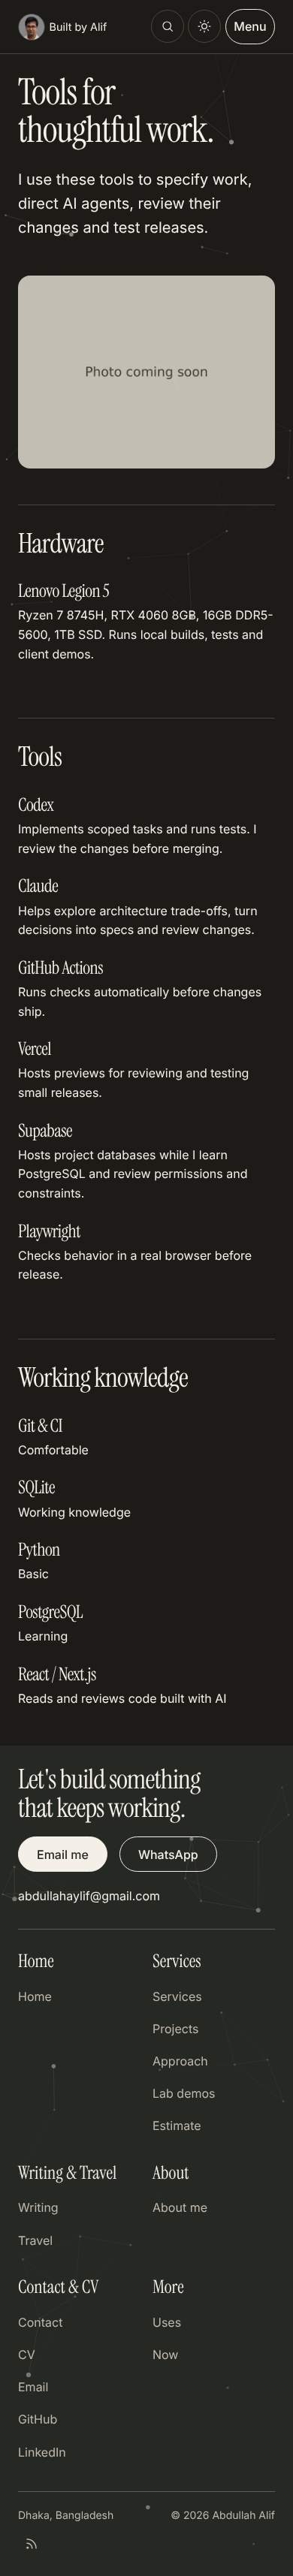 Built by Alif
Menu
Tools for
thoughtful work.
I use these tools to specify work,
direct AI agents, review their
changes and test releases.
Photo coming soon
Hardware
Lenovo Legion 5
Ryzen 7 8745H, RTX 4060 8GB, 16GB DDR5-
5600, 1TB SSD. Runs local builds, tests and
client demos.
Tools
Codex
Implements scoped tasks and runs tests. I
review the changes before merging.
Claude
Helps explore architecture trade-offs, turn
decisions into specs and review changes.
GitHub Actions
Runs checks automatically before changes
ship.
Vercel
Hosts previews for reviewing and testing
small releases.
Supabase
Hosts project databases while I learn
PostgreSQL and review permissions and
constraints.
Playwright
Checks behavior in a real browser before
release.
Working knowledge
Git & CI
Comfortable
SQLite
Working knowledge
Python
Basic
PostgreSQL
Learning
React / Next.js
Reads and reviews code built with AI
Let's build something
that keeps working.
Email me
WhatsApp
abdullahaylif@gmail.com
Home
Home
Services
Services
Projects
Approach
Lab demos
Estimate
Writing & Travel
Writing
Travel
About
About me
Contact & CV
Contact
CV
Email
GitHub
LinkedIn
More
Uses
Now
Dhaka, Bangladesh
© 2026 Abdullah Alif